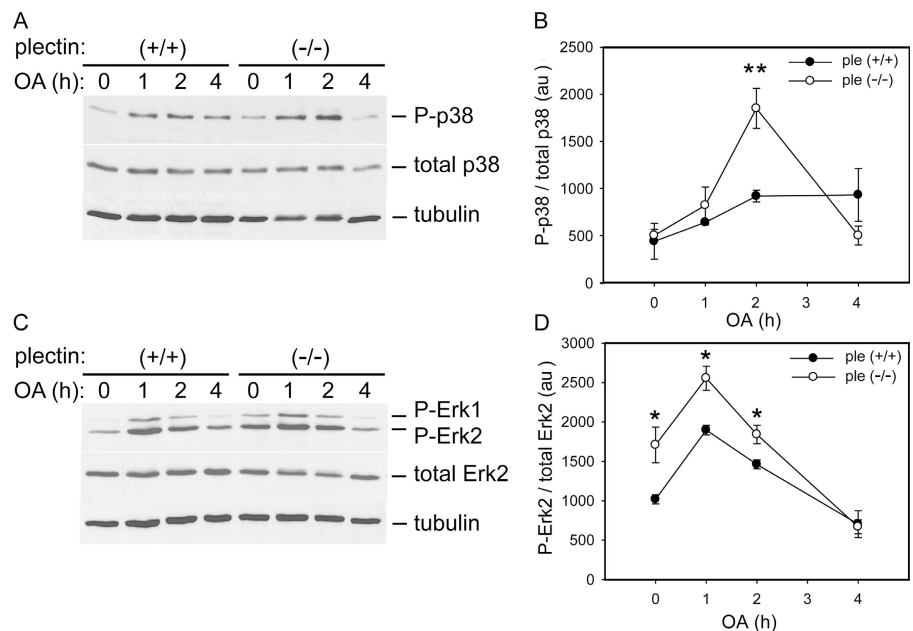 A
plectin: (+/+) (-/-)
OA (h): 0 1 2 4 0 1 2 4
P-p38
total p38
tubulin
B
2500
2000
1500
1000
500
0
P-p38 / total p38 (au)
**
ple (+/+)
ple (-/-)
0 1 2 3 4
OA (h)
C
plectin: (+/+) (-/-)
OA (h): 0 1 2 4 0 1 2 4
P-Erk1
P-Erk2
total Erk2
tubulin
D
3000
2500
2000
1500
1000
500
0
P-Erk2 / total Erk2 (au )
* * *
ple (+/+)
ple (-/-)
0 1 2 3 4
OA (h)